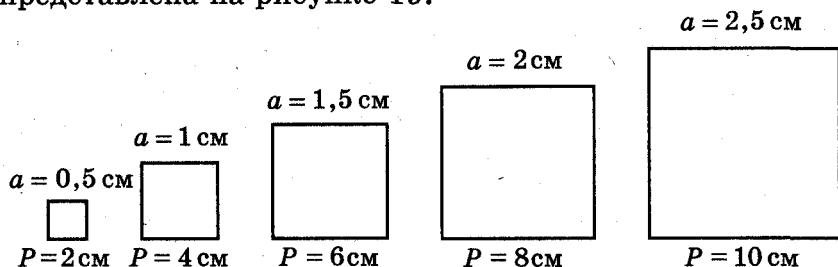 представлена на рисунке 19.
a = 2,5 см
a = 2 см
a = 1,5 см
a = 1 см
a = 0,5 см
P = 2 см P = 4 см P = 6 см P = 8 см P = 10 см